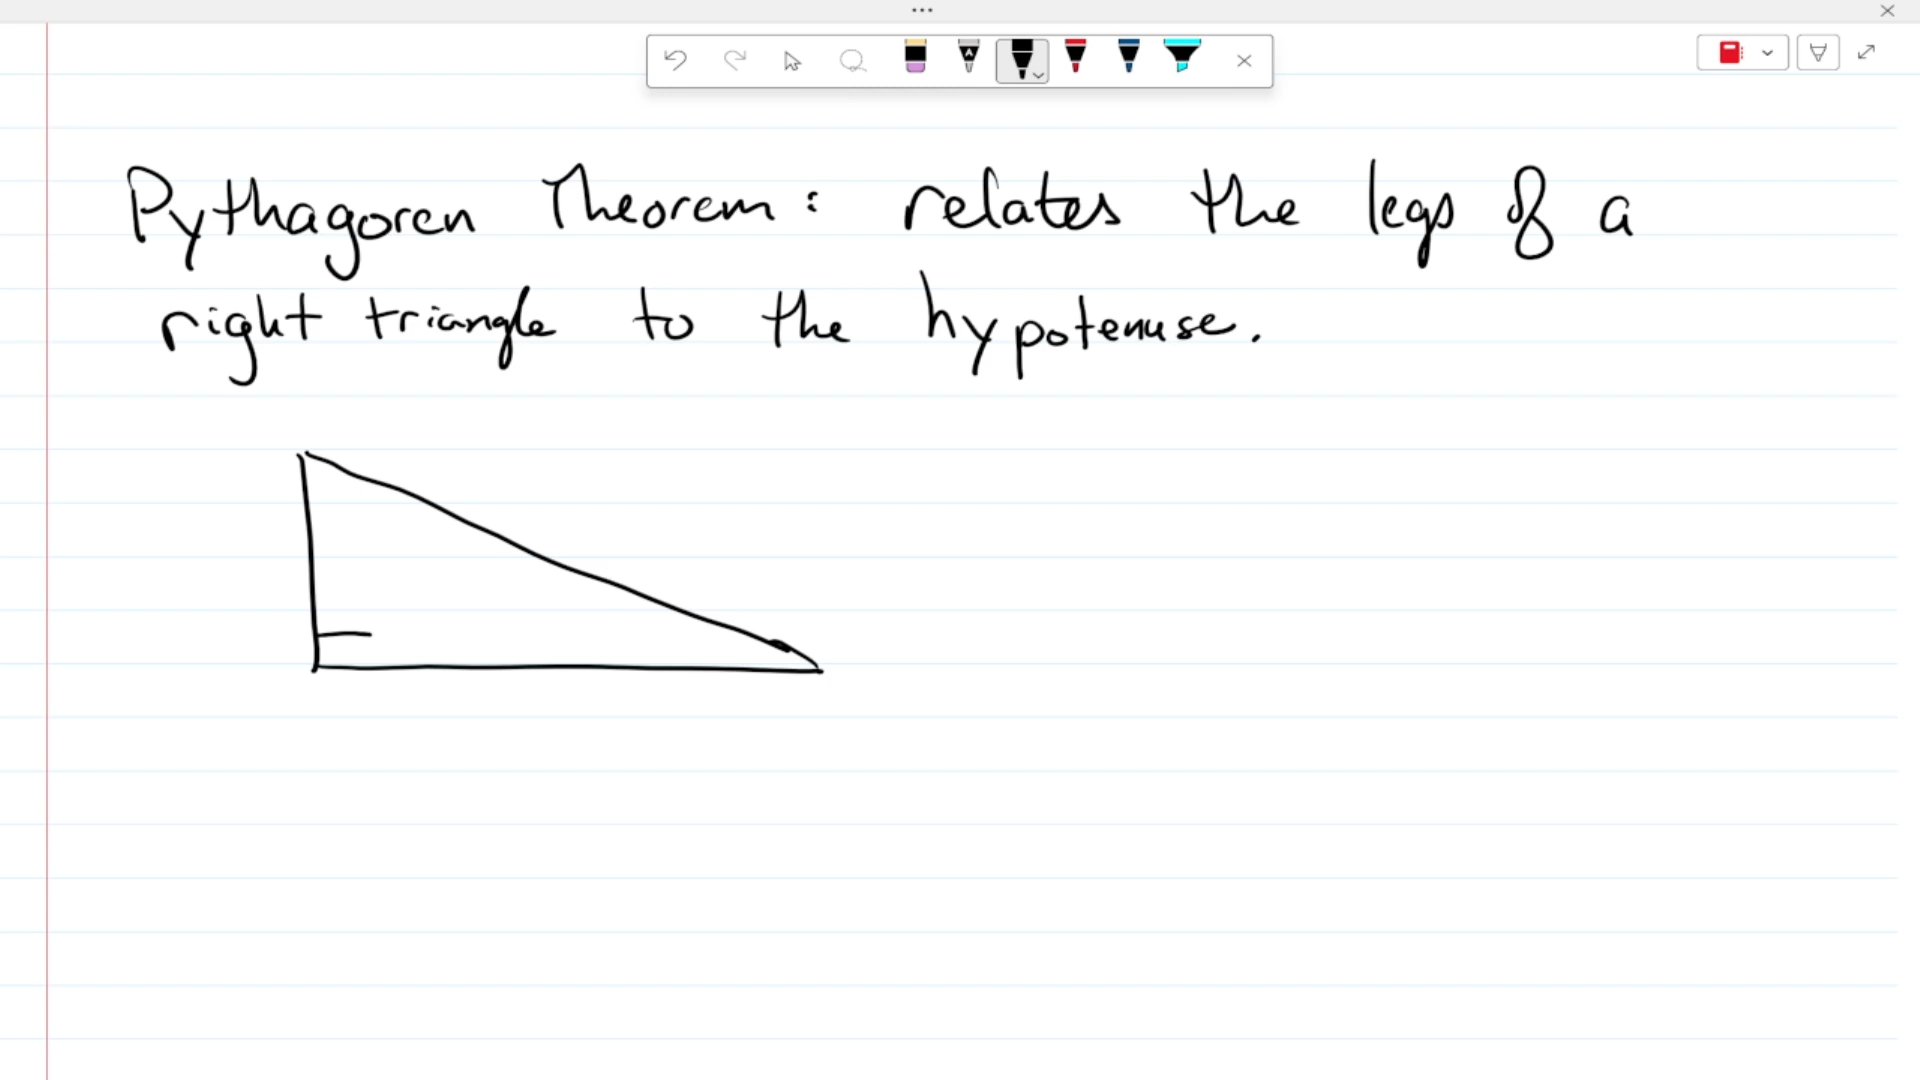 Pythagoren Theorem: relates the legs of a
right triangle to the hypotenuse.